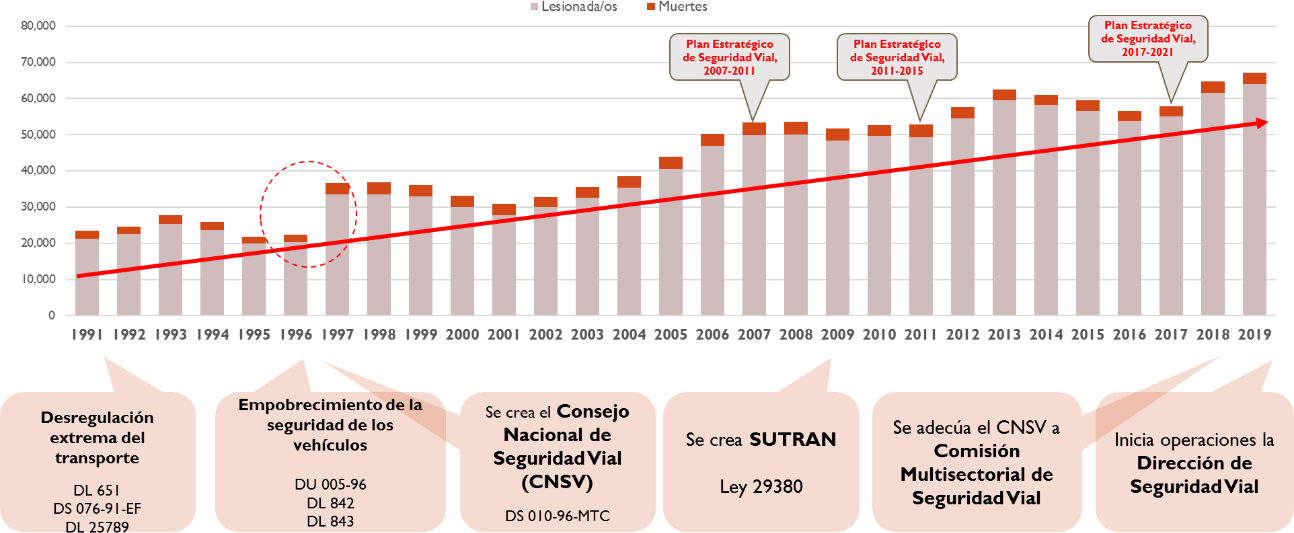 Lesionada/os Muertes
80,000
70,000
60,000
50,000
40,000
30,000
20,000
10,000
0
Plan Estratégico
de Seguridad Vial,
2007-2011
Plan Estratégico
de Seguridad Vial,
2011-2015
Plan Estratégico
de Seguridad Vial,
2017-2021
1991 1992 1993 1994 1995 1996 1997 1998 1999 2000 2001 2002 2003 2004 2005 2006 2007 2008 2009 2010 2011 2012 2013 2014 2015 2016 2017 2018 2019
Desregulación
extrema del
transporte
DL 651
DS 076-91-EF
DL 25789
Empobrecimiento de la
seguridad de los
vehículos
DU 005-96
DL 842
DL 843
Se crea el Consejo
Nacional de
Seguridad Vial
(CNSV)
DS 010-96-MTC
Se crea SUTRAN
Ley 29380
Se adecúa el CNSV a
Comisión
Multisectorial de
Seguridad Vial
Inicia operaciones la
Dirección de
Seguridad Vial